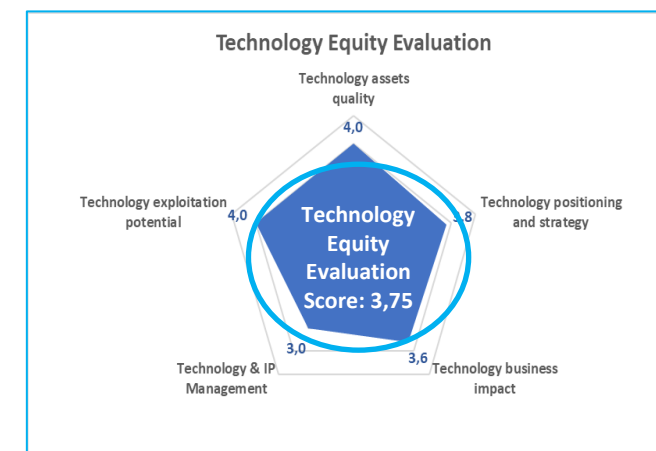 Technology Equity Evaluation
Technology assets
quality
4,0
Technology exploitation
potential
4,0
Technology positioning
and strategy
3,8
Technology
Equity
Evaluation
Score: 3,75
3,0
Technology & IP
Management
3,6
Technology business
impact